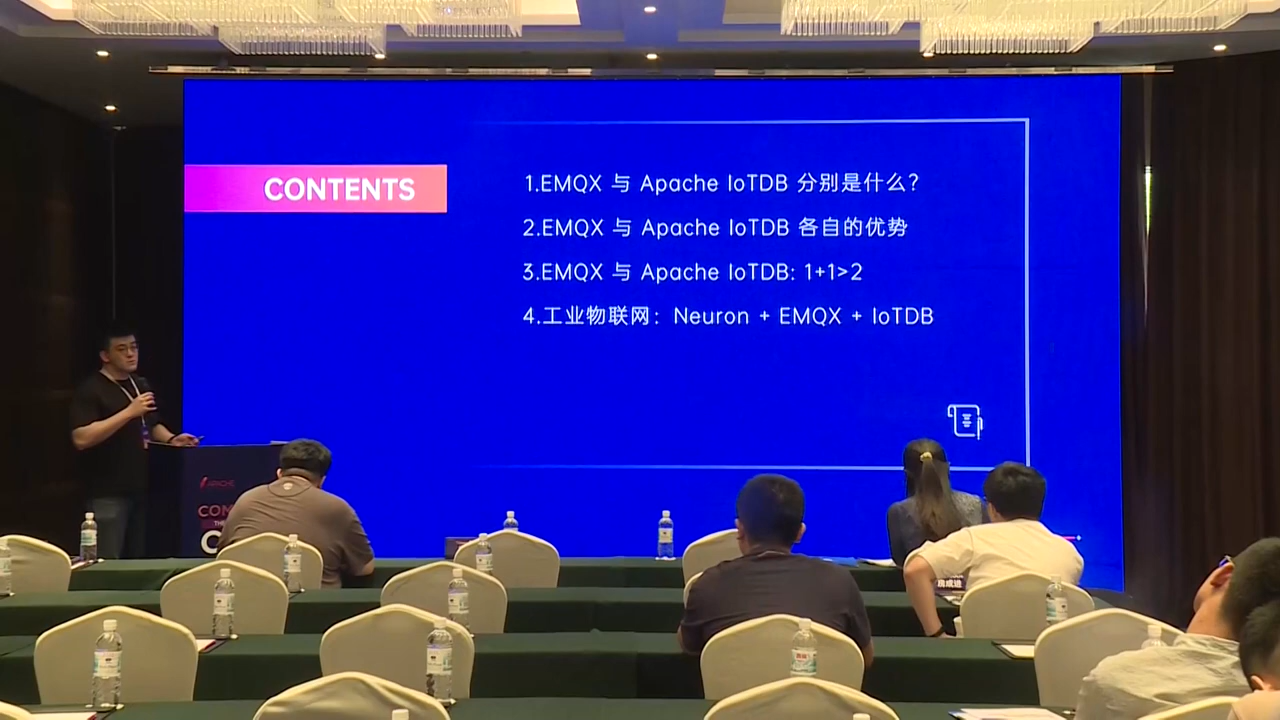 CONTENTS
1.EMQX 与 Apache IoTDB 分别是什么?
2.EMQX 与 Apache IoTDB 各自的优势
3.EMQX 与 Apache IoTDB: 1+1>2
4.工业物联网：Neuron + EMQX + IoTDB
APACHE